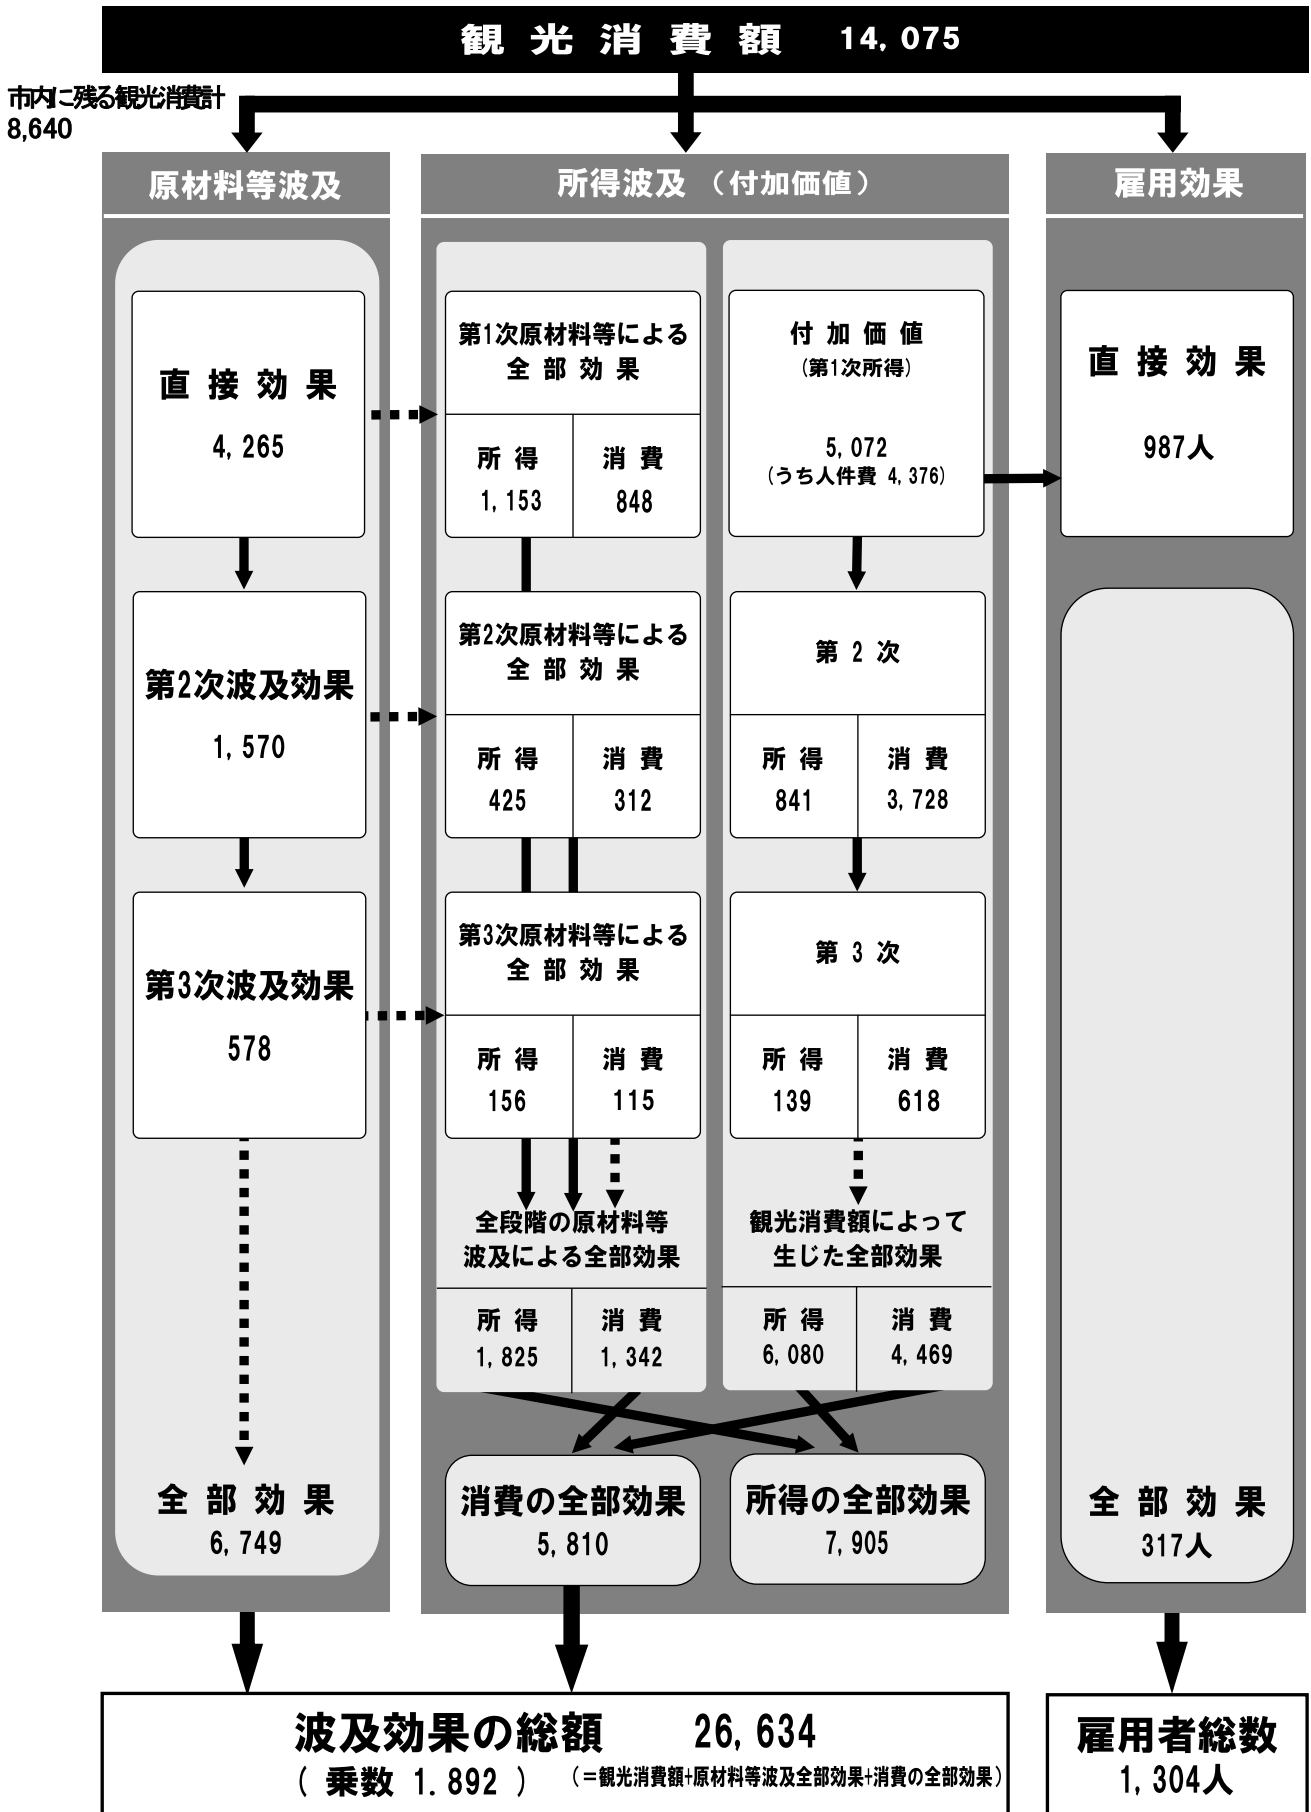 観光消費額 14,075
市内に残る観光消費計
8,640
原材料等波及
所得波及（付加価値）
雇用効果
直接効果
4,265
第1次原材料等による
全部効果
所得 消費
1,153 848
付加価値
(第1次所得)
5,072
(うち人件費 4,376)
直接効果
987人
第2次波及効果
1,570
第2次原材料等による
全部効果
所得 消費
425 312
第2次
所得 消費
841 3,728
第3次波及効果
578
第3次原材料等による
全部効果
所得 消費
156 115
第3次
所得 消費
139 618
全段階の原材料等
波及による全部効果
所得 消費
1,825 1,342
観光消費額によって
生じた全部効果
所得 消費
6,080 4,469
全部効果
6,749
消費の全部効果
5,810
所得の全部効果
7,905
全部効果
317人
波及効果の総額 26,634
(乗数 1.892) (=観光消費額+原材料等波及全部効果+消費の全部効果)
雇用者総数
1,304人